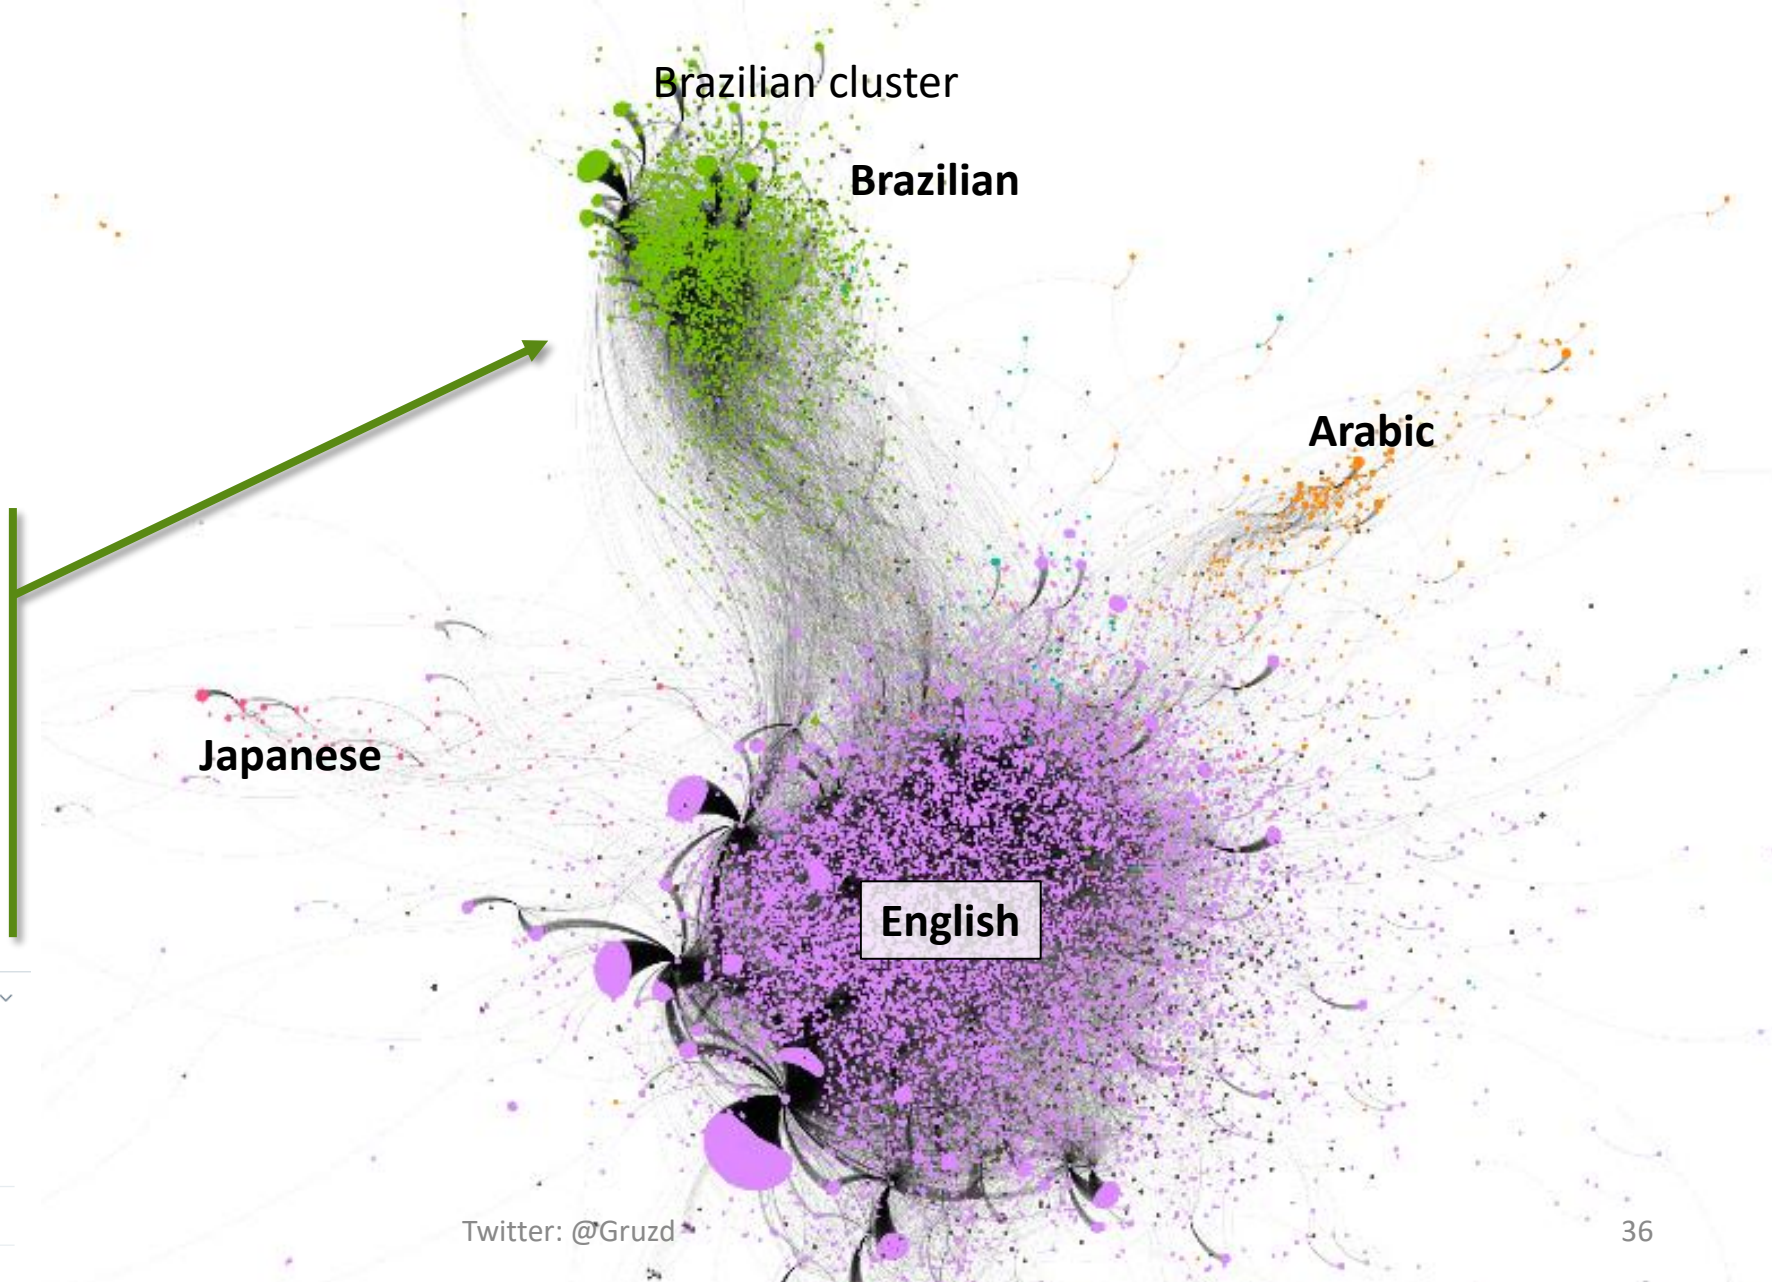 Brazilian cluster
Brazilian
Arabic
Japanese
English
Twitter: @Gruzd
36